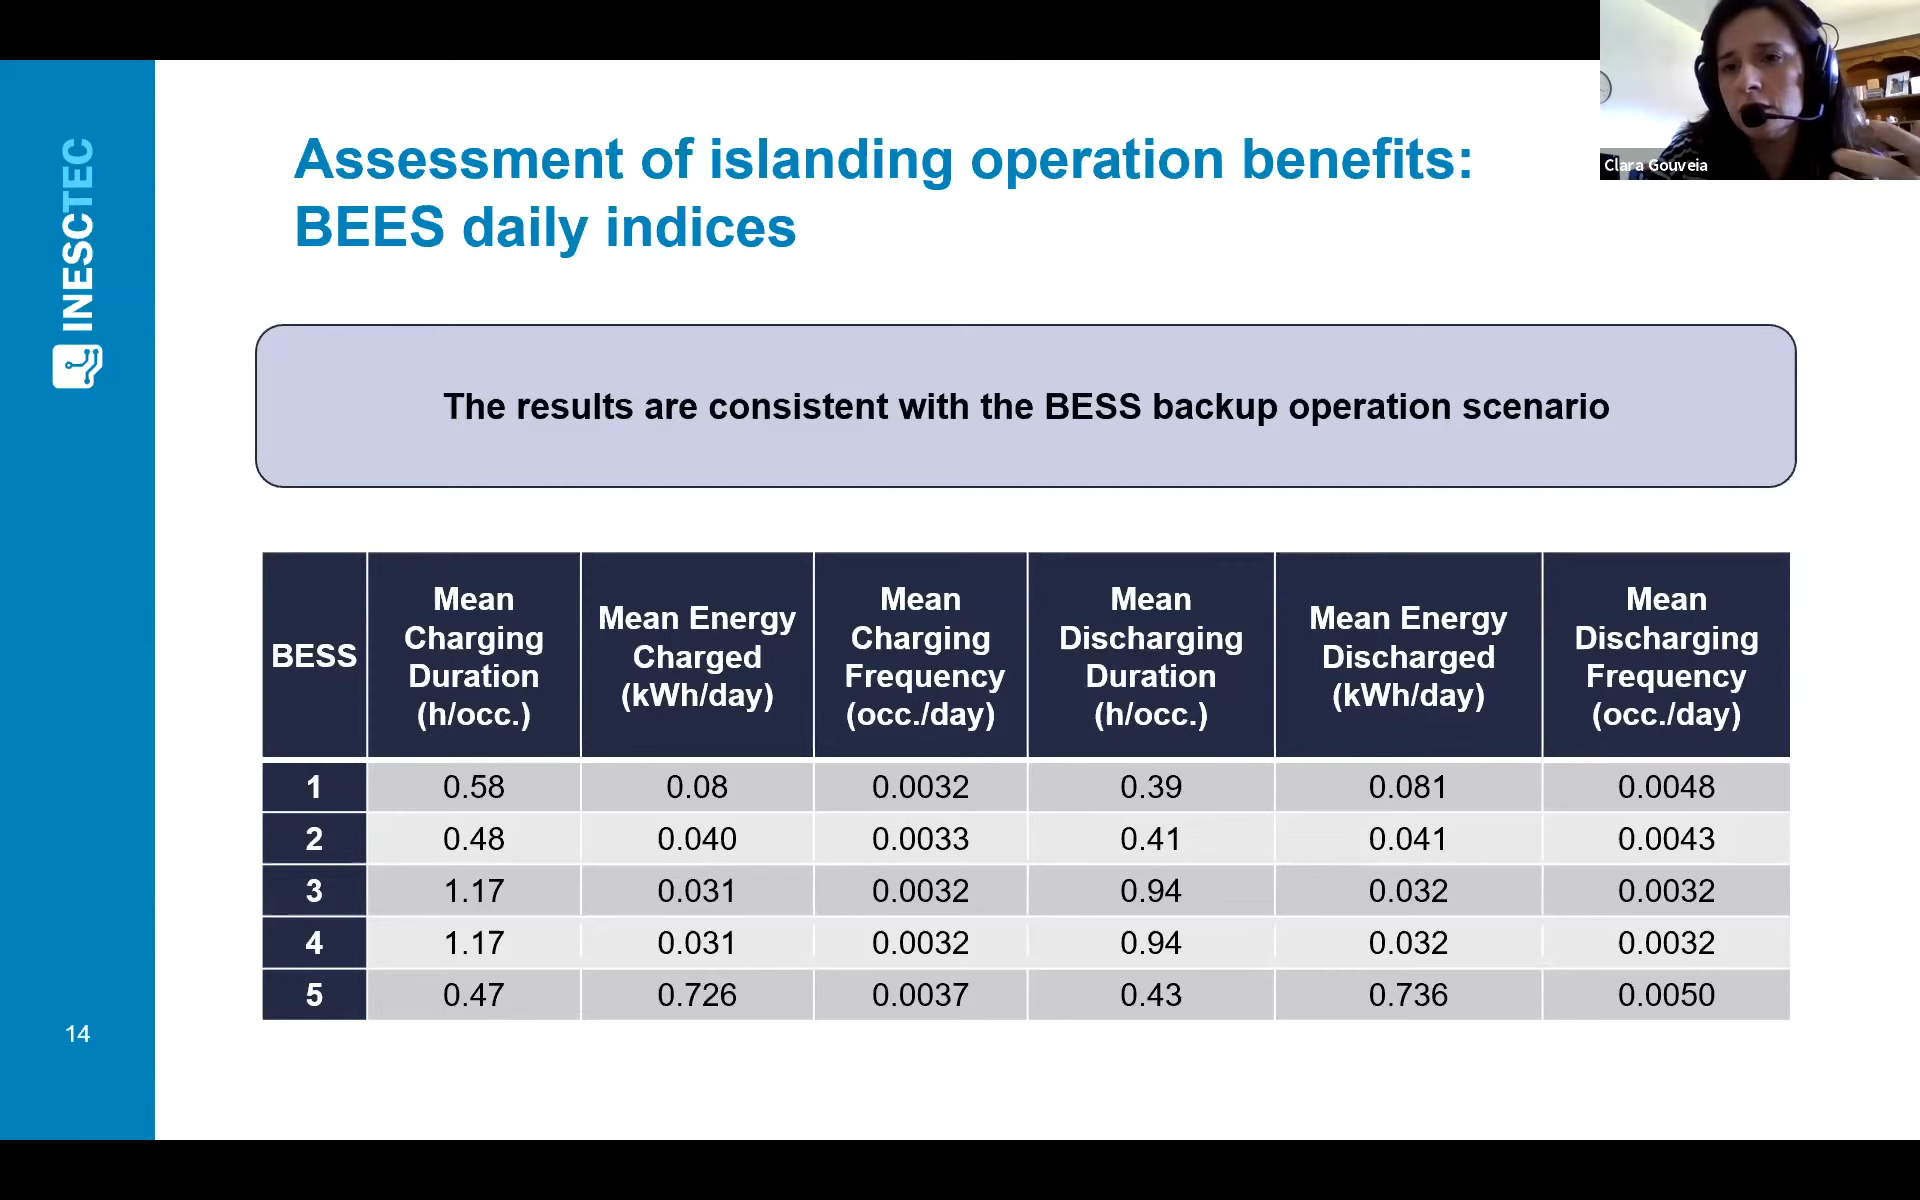 INESCTEC
Assessment of islanding operation benefits:
BEES daily indices
Clara Gouveia
The results are consistent with the BESS backup operation scenario
BESS
Mean
Charging
Duration
(h/occ.)
Mean Energy
Charged
(kWh/day)
Mean
Charging
Frequency
(occ./day)
Mean
Discharging
Duration
(h/occ.)
Mean Energy
Discharged
(kWh/day)
Mean
Discharging
Frequency
(occ./day)
1 0.58 0.08 0.0032 0.39 0.081 0.0048
2 0.48 0.040 0.0033 0.41 0.041 0.0043
3 1.17 0.031 0.0032 0.94 0.032 0.0032
4 1.17 0.031 0.0032 0.94 0.032 0.0032
5 0.47 0.726 0.0037 0.43 0.736 0.0050
14